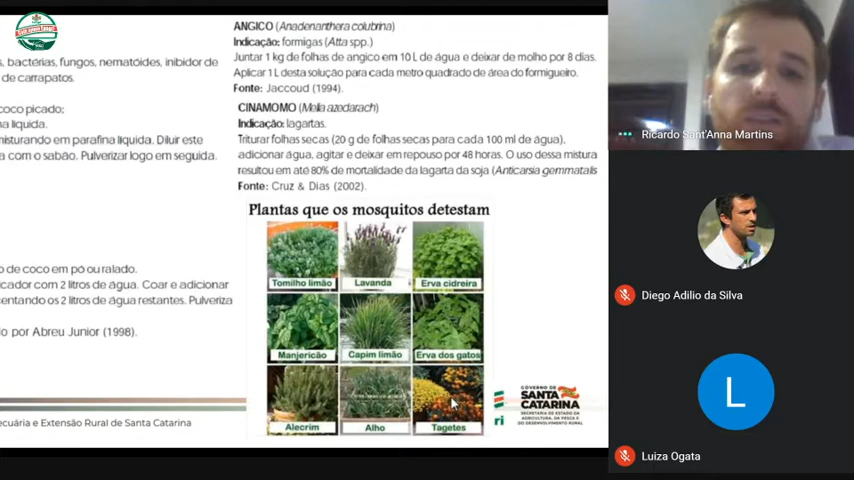 s, bactérias, fungos, nematóides, inibidor de
de carrapatos.
coco picado;
na líquida.
misturando em parafina líquida. Diluir este
a com o sabão. Pulverizar logo em seguida.
o de coco em pó ou ralado.
cador com 2 litros de água. Coar e adicionar
centando os 2 litros de água restantes. Pulveriza
o por Abreu Junior (1998).
ecuária e Extensão Rural de Santa Catarina
ANGICO (Anadenanthera colubrina)
Indicação: formigas (Atta spp.)
Juntar 1 kg de folhas de angico em 10 L de água e deixar de molho por 8 dias.
Aplicar 1 L desta solução para cada metro quadrado de área do formigueiro.
Fonte: Jaccoud (1994).
CINAMOMO (Melia azedarach)
Indicação: lagartas.
Triturar folhas secas (20 g de folhas secas para cada 100 ml de água),
adicionar água, agitar e deixar em repouso por 48 horas. O uso dessa mistura
resultou em até 80% de mortalidade da lagarta da soja (Anticarsia gemmatalis
Fonte: Cruz & Dias (2002).
Plantas que os mosquitos detestam
Tomilho limão Lavanda Erva cidreira
Manjericão Capim limão Erva dos gatos
Alecrim Alho Tagetes
ri
GOVERNO DE
SANTA
CATARINA
SECRETARIA DE ESTADO DA
AGRICULTURA, DA PESCA E
DO DESENVOLVIMENTO RURAL
Ricardo Sant'Anna Martins
Diego Adilio da Silva
L
Luiza Ogata